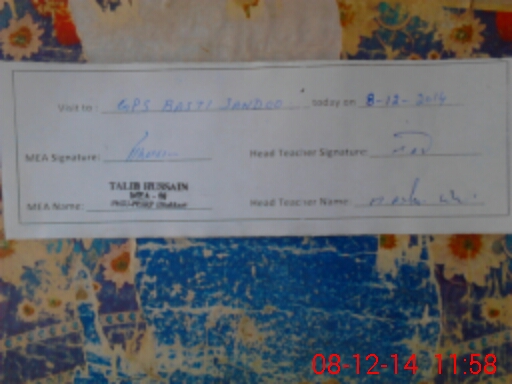 Visit to : GPS BASTI JANDOO today on 8-12-2014
MEA Signature: Head Teacher Signature:
TALIB HUSSAIN
MEA -
MEA Name: Head Teacher Name:
08-12-14 11:58